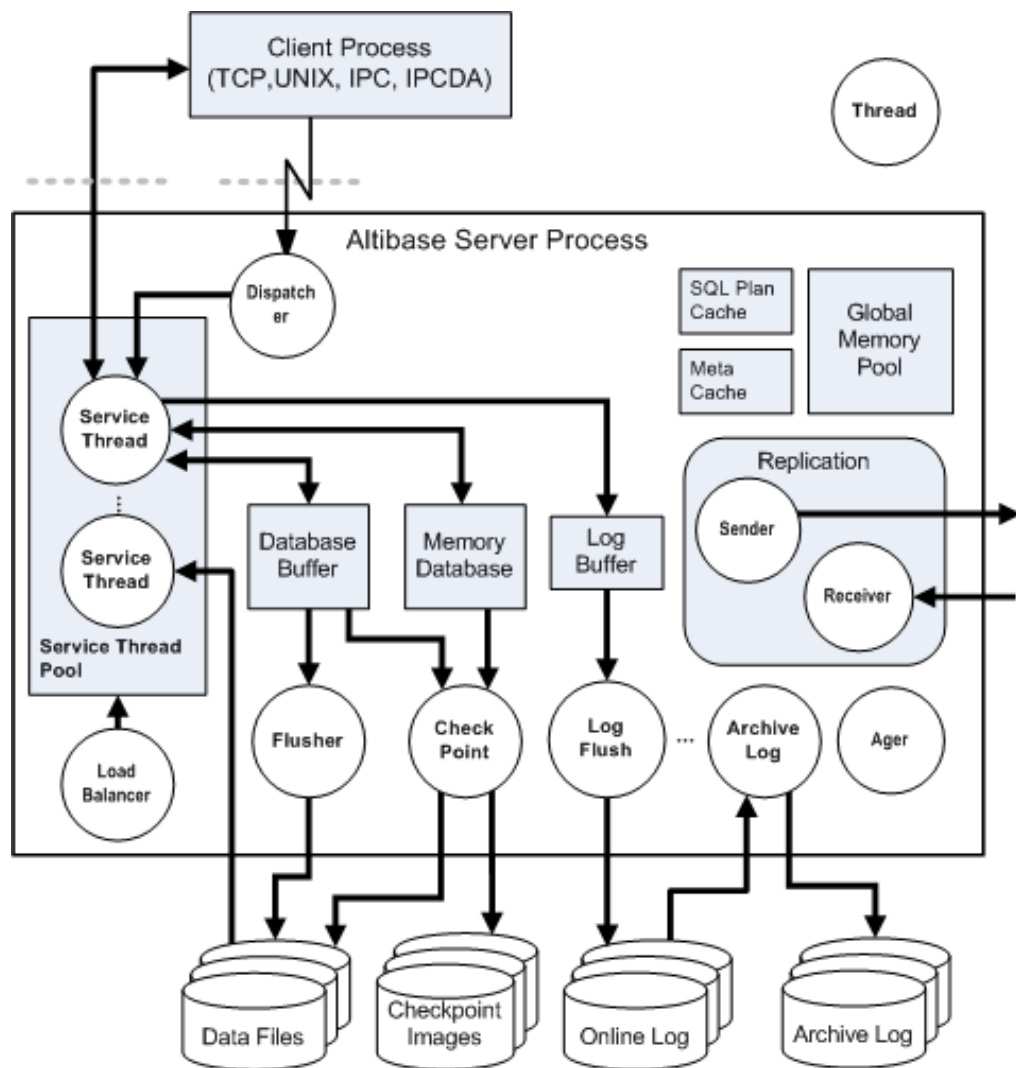 Client Process
(TCP,UNIX, IPC, IPCDA)
Thread
Altibase Server Process
Dispatch
er
SQL Plan
Cache
Global
Memory
Pool
Meta
Cache
Service
Thread
Replication
Sender
Database
Buffer
Memory
Database
Log
Buffer
Service
Thread
Receiver
Service Thread
Pool
Flusher
Check
Point
Log
Flush
...
Archive
Log
Ager
Load
Balancer
Data Files
Checkpoint
Images
Online Log
Archive Log